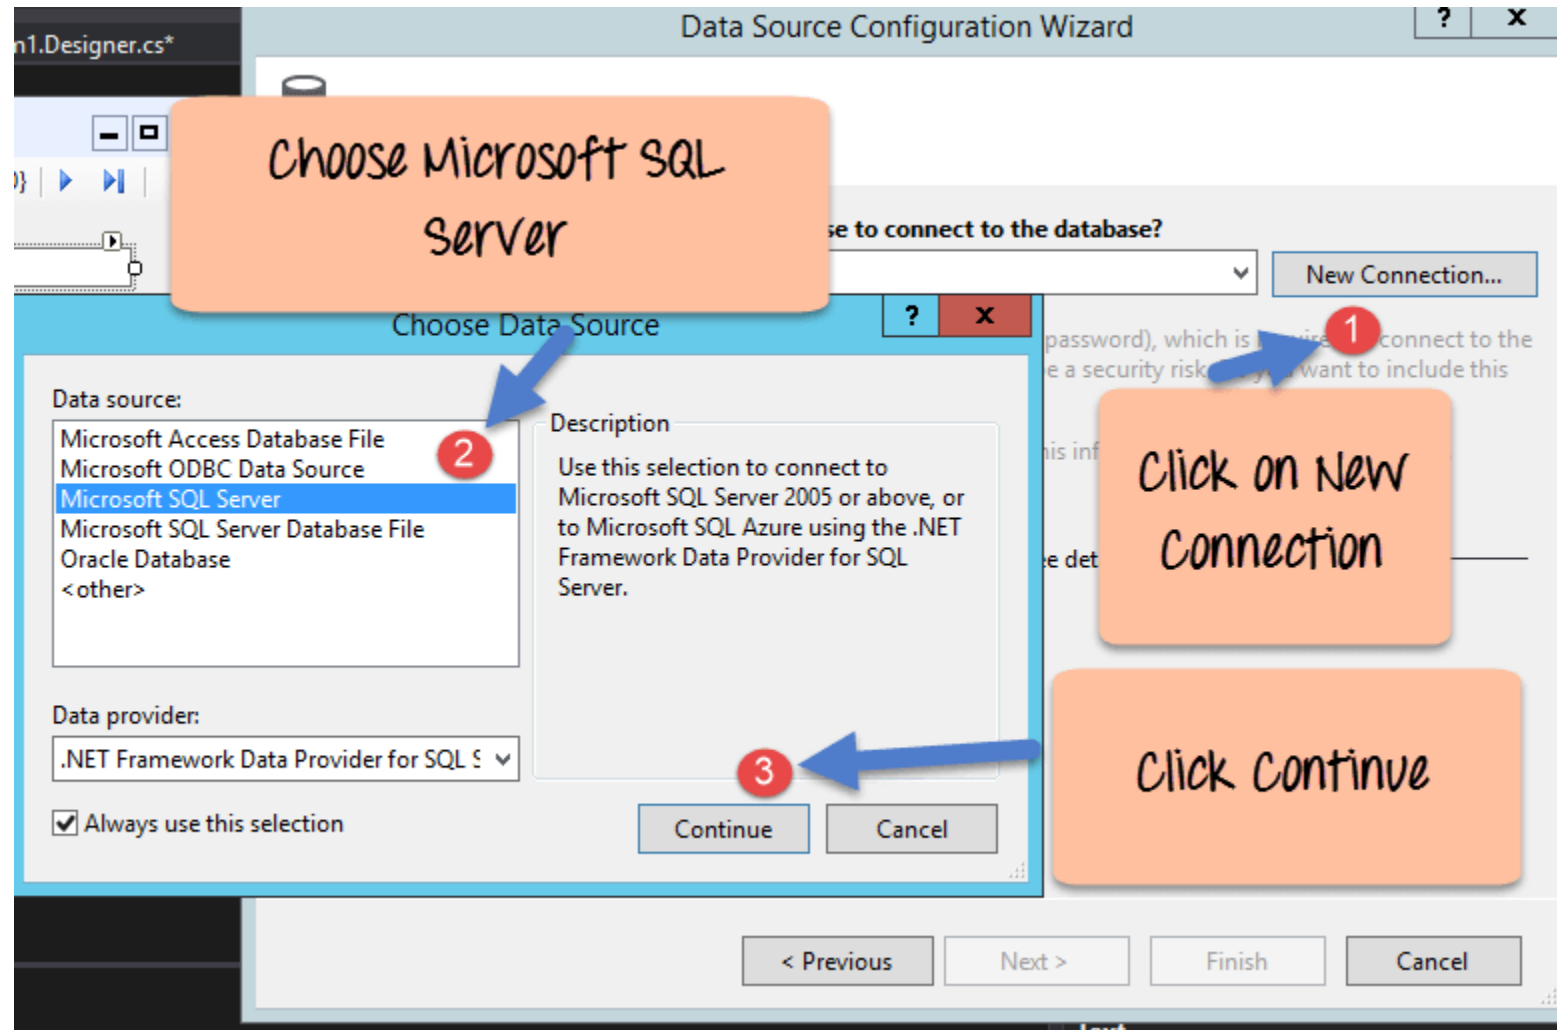 Data Source Configuration Wizard
? x
m1.Designer.cs*
Choose Microsoft SQL
Server
0}
se to connect to the database?
New Connection...
Choose Data Source
? x
1
password), which is connect to the
be a security risk. want to include this
Data source:
Microsoft Access Database File
Microsoft ODBC Data Source
Microsoft SQL Server
Microsoft SQL Server Database File
Oracle Database
<other>
2
Description
Use this selection to connect to
Microsoft SQL Server 2005 or above, or
to Microsoft SQL Azure using the .NET
Framework Data Provider for SQL
Server.
his inf
Click on New
Connection
ee det
Data provider:
.NET Framework Data Provider for SQL S
3
Click Continue
Always use this selection
Continue
Cancel
< Previous
Next >
Finish
Cancel